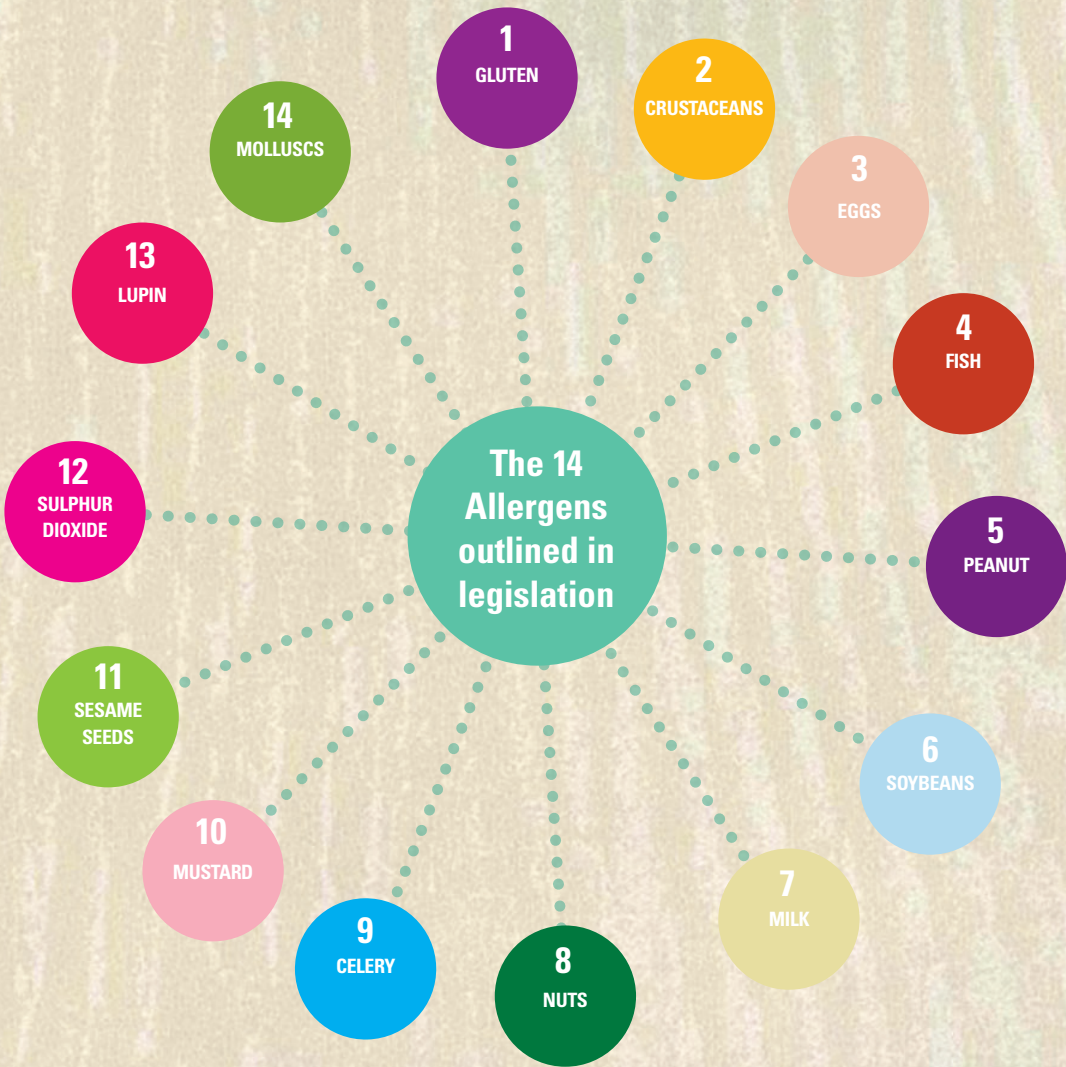 The 14
Allergens
outlined in
legislation
1
GLUTEN
2
CRUSTACEANS
3
EGGS
4
FISH
5
PEANUT
6
SOYBEANS
7
MILK
8
NUTS
9
CELERY
10
MUSTARD
11
SESAME
SEEDS
12
SULPHUR
DIOXIDE
13
LUPIN
14
MOLLUSCS